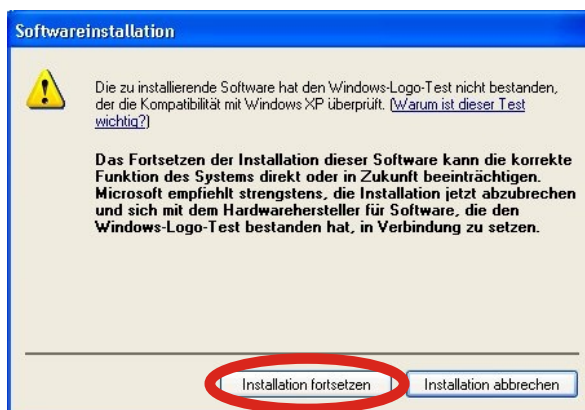 Softwareinstallation
Die zu installierende Software hat den Windows-Logo-Test nicht bestanden,
der die Kompatibilität mit Windows XP überprüft. (Warum ist dieser Test
wichtig?)
Das Fortsetzen der Installation dieser Software kann die korrekte
Funktion des Systems direkt oder in Zukunft beeinträchtigen.
Microsoft empfiehlt strengstens, die Installation jetzt abzubrechen
und sich mit dem Hardwarehersteller für Software, die den
Windows-Logo-Test bestanden hat, in Verbindung zu setzen.
Installation fortsetzen Installation abbrechen